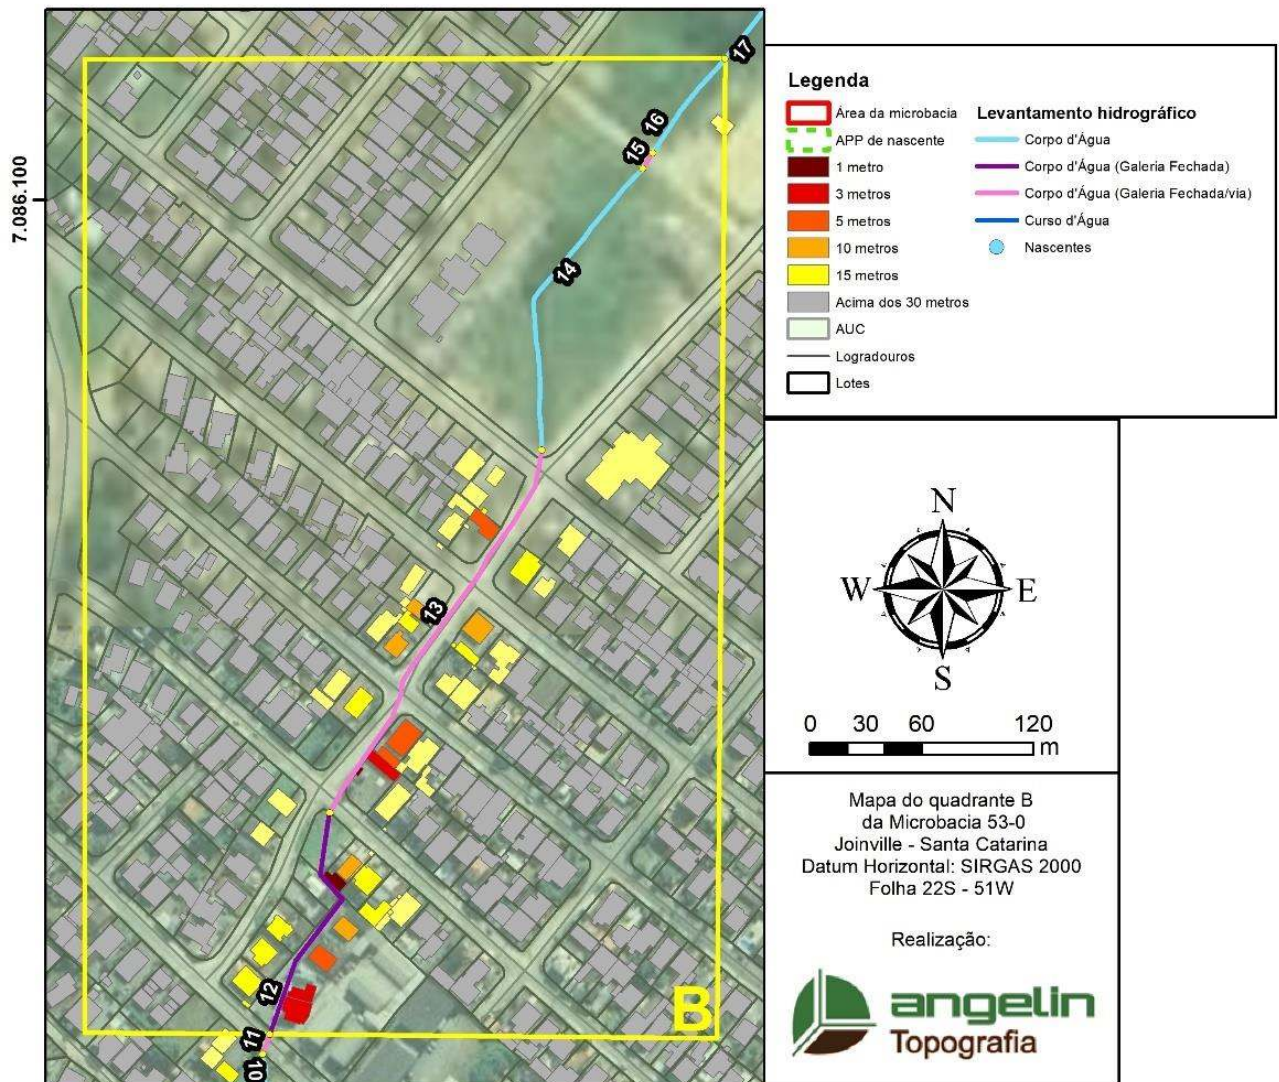 7.086.100
17
16
15
14
13
12
11
10
B
Legenda
Área da microbacia
APP de nascente
1 metro
3 metros
5 metros
10 metros
15 metros
Acima dos 30 metros
AUC
Logradouros
Lotes
Levantamento hidrográfico
Corpo d'Água
Corpo d'Água (Galeria Fechada)
Corpo d'Água (Galeria Fechada/via)
Curso d'Água
Nascentes
N
W E
S
0 30 60 120
m
Mapa do quadrante B
da Microbacia 53-0
Joinville - Santa Catarina
Datum Horizontal: SIRGAS 2000
Folha 22S - 51W
Realização:
angelin
Topografia